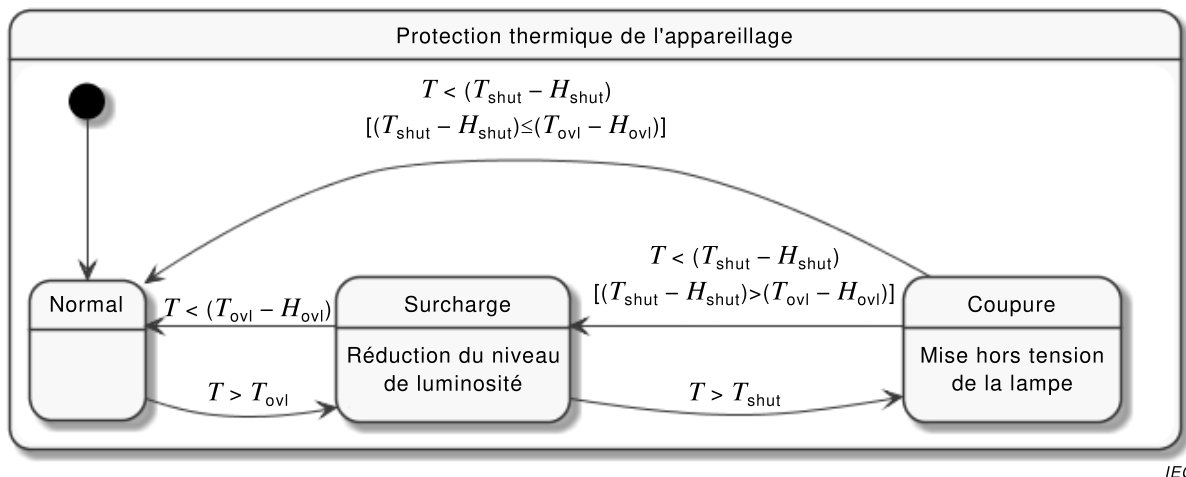 Protection thermique de l'appareillage
T < (Tshut – Hshut)
[(Tshut – Hshut)≤(Tovl – Hovl)]
T < (Tshut – Hshut)
[(Tshut – Hshut)>(Tovl – Hovl)]
Normal
T < (Tovl – Hovl)
Surcharge
Coupure
Réduction du niveau
de luminosité
Mise hors tension
de la lampe
T > Tovl
T > Tshut
IEC